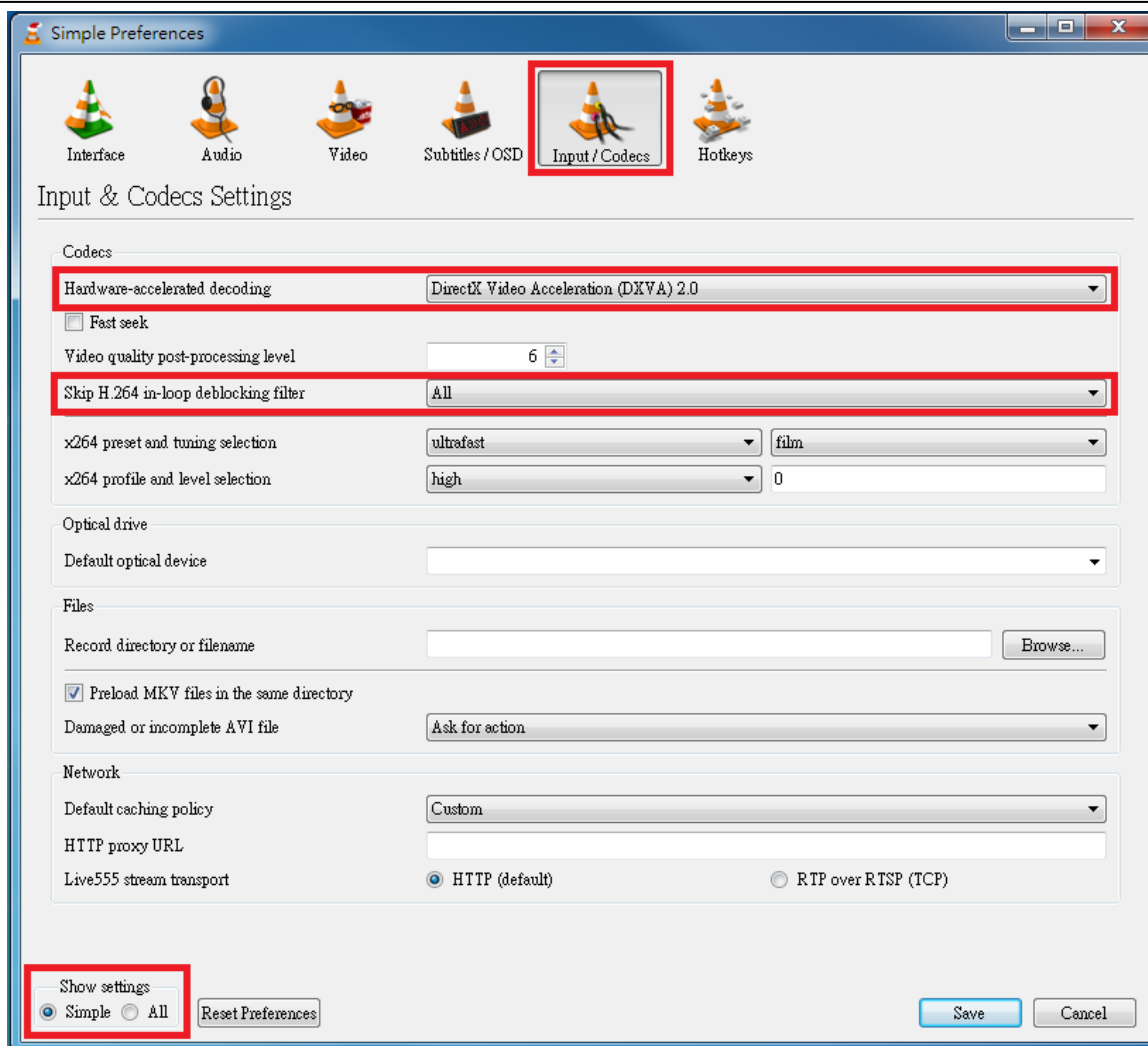 Simple Preferences
Interface Audio Video Subtitles / OSD Input / Codecs Hotkeys
Input & Codecs Settings
Codecs
Hardware-accelerated decoding DirectX Video Acceleration (DXVA) 2.0
Fast seek
Video quality post-processing level 6
Skip H.264 in-loop deblocking filter All
x264 preset and tuning selection ultrafast film
x264 profile and level selection high 0
Optical drive
Default optical device
Files
Record directory or filename Browse...
Preload MKV files in the same directory
Damaged or incomplete AVI file Ask for action
Network
Default caching policy Custom
HTTP proxy URL
Live555 stream transport HTTP (default) RTP over RTSP (TCP)
Show settings
Simple All Reset Preferences Save Cancel